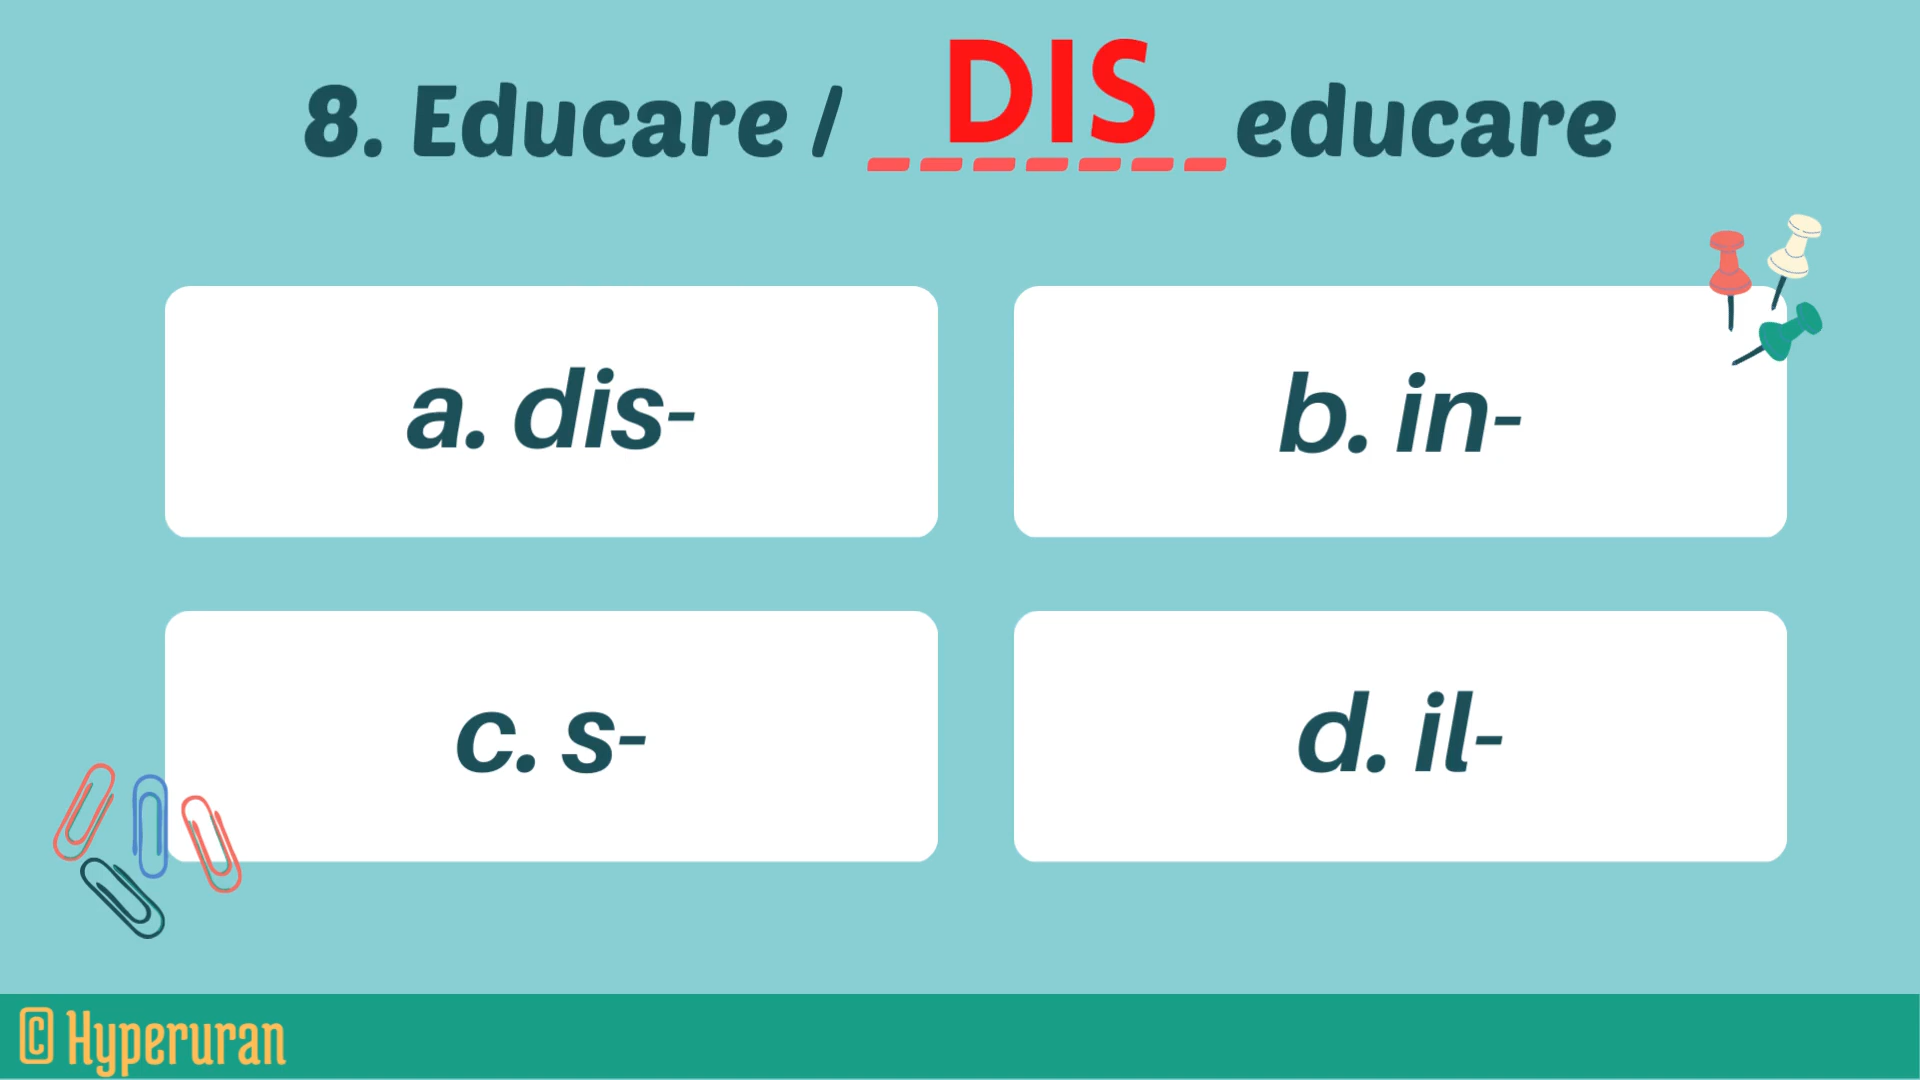 8. Educare / DIS educare
a. dis-
b. in-
c. s-
d. il-
© Hyperuran